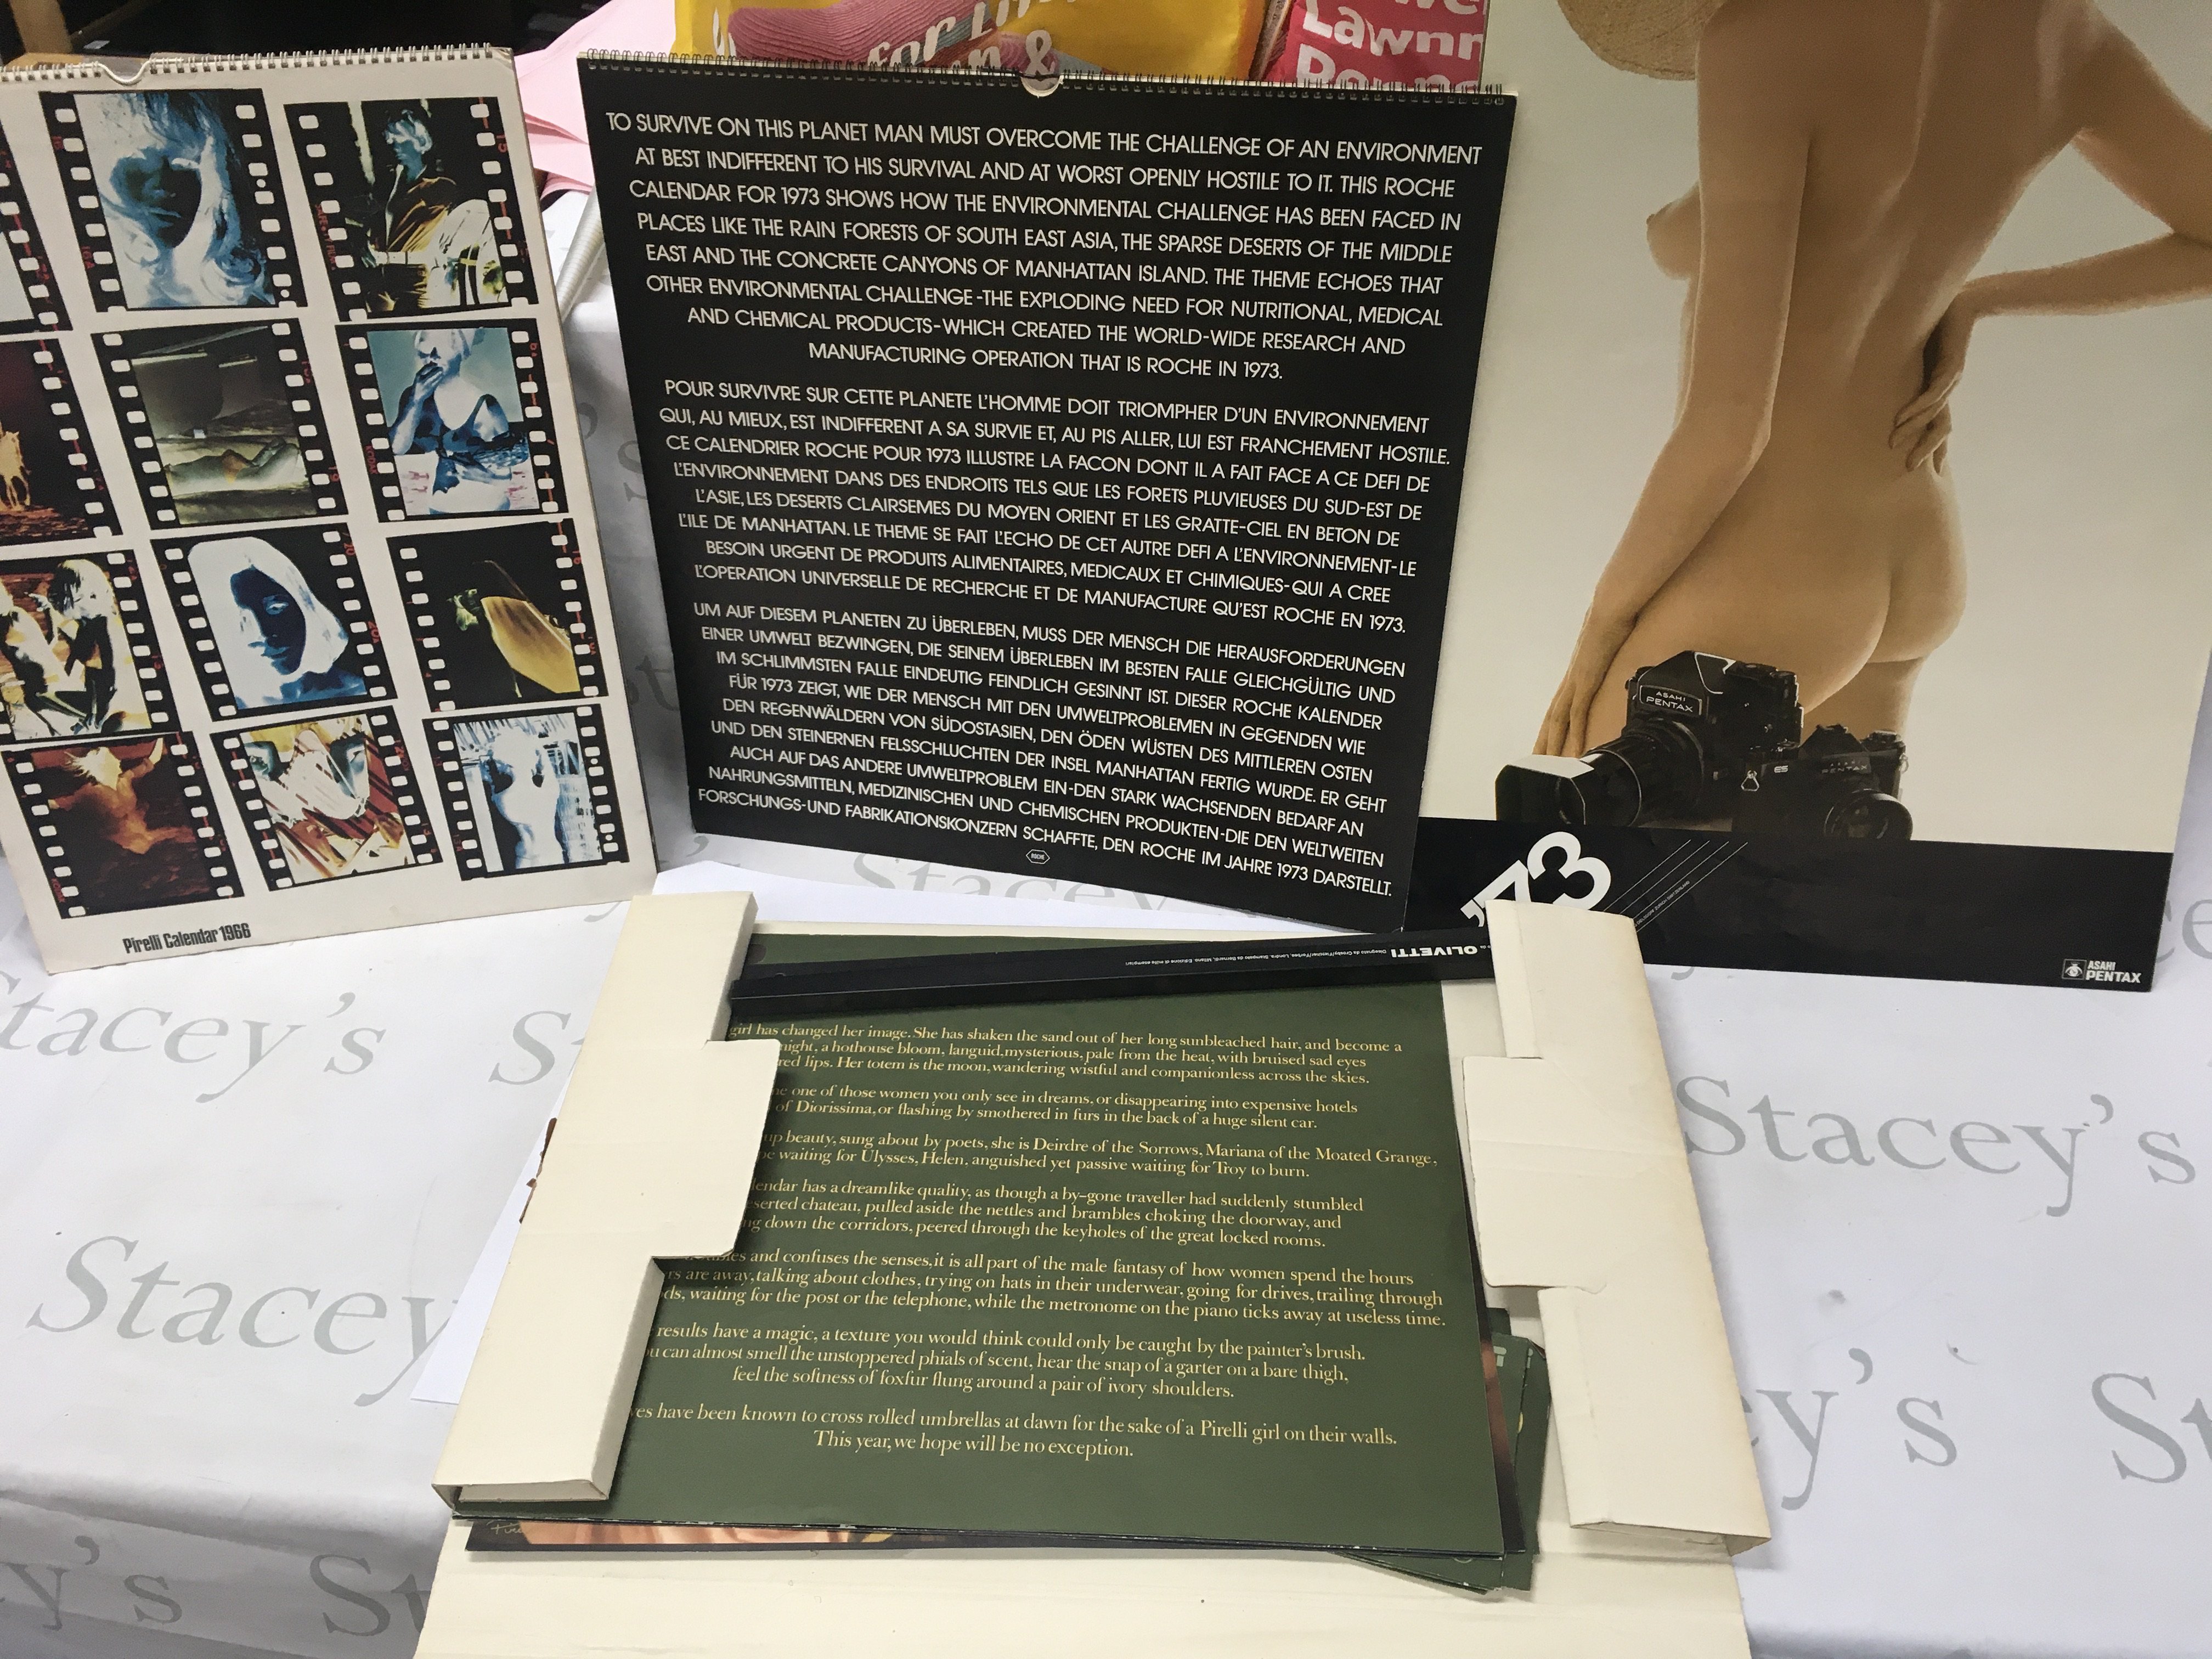 for
n &
Lawn
Pirelli Calendar 1966
TO SURVIVE ON THIS PLANET MAN MUST OVERCOME THE CHALLENGE OF AN ENVIRONMENT
AT BEST INDIFFERENT TO HIS SURVIVAL AND AT WORST OPENLY HOSTILE TO IT. THIS ROCHE
CALENDAR FOR 1973 SHOWS HOW THE ENVIRONMENTAL CHALLENGE HAS BEEN FACED IN
PLACES LIKE THE RAIN FORESTS OF SOUTH EAST ASIA, THE SPARSE DESERTS OF THE MIDDLE
EAST AND THE CONCRETE CANYONS OF MANHATTAN ISLAND. THE THEME ECHOES THAT
OTHER ENVIRONMENTAL CHALLENGE -THE EXPLODING NEED FOR NUTRITIONAL, MEDICAL
AND CHEMICAL PRODUCTS-WHICH CREATED THE WORLD-WIDE RESEARCH AND
MANUFACTURING OPERATION THAT IS ROCHE IN 1973.
POUR SURVIVRE SUR CETTE PLANETE L'HOMME DOIT TRIOMPHER D'UN ENVIRONNEMENT
QUI, AU MIEUX, EST INDIFFERENT A SA SURVIE ET, AU PIS ALLER, LUI EST FRANCHEMENT HOSTILE.
CE CALENDRIER ROCHE POUR 1973 ILLUSTRE LA FACON DONT IL A FAIT FACE A CE DEFI DE
L'ENVIRONNEMENT DANS DES ENDROITS TELS QUE LES FORETS PLUVIEUSES DU SUD-EST DE
L'ASIE, LES DESERTS CLAIRSEMES DU MOYEN ORIENT ET LES GRATTE-CIEL EN BETON DE
L'ILE DE MANHATTAN. LE THEME SE FAIT L'ECHO DE CET AUTRE DEFI A L'ENVIRONNEMENT-LE
BESOIN URGENT DE PRODUITS ALIMENTAIRES, MEDICAUX ET CHIMIQUES-QUI A CREE
L'OPERATION UNIVERSELLE DE RECHERCHE ET DE MANUFACTURE QU'EST ROCHE EN 1973.
UM AUF DIESEM PLANETEN ZU ÜBERLEBEN, MUSS DER MENSCH DIE HERAUSFORDERUNGEN
EINER UMWELT BEZWINGEN, DIE SEINEM ÜBERLEBEN IM BESTEN FALLE GLEICHGÜLTIG UND
IM SCHLIMMSTEN FALLE EINDEUTIG FEINDLICH GESINNT IST. DIESER ROCHE KALENDER
FÜR 1973 ZEIGT, WIE DER MENSCH MIT DEN UMWELTPROBLEMEN IN GEGENDEN WIE
DEN REGENWÄLDERN VON SÜDOSTASIEN, DEN ÖDEN WÜSTEN DES MITTLEREN OSTEN
UND DEN STEINERNEN FELSSCHLUCHTEN DER INSEL MANHATTAN FERTIG WURDE. ER GEHT
AUCH AUF DAS ANDERE UMWELTPROBLEM EIN-DEN STARK WACHSENDEN BEDARF AN
NAHRUNGSMITTELN, MEDIZINISCHEN UND CHEMISCHEN PRODUKTEN-DIE DEN WELTWEITEN
FORSCHUNGS-UND FABRIKATIONSKONZERN SCHAFFTE, DEN ROCHE IM JAHRE 1973 DARSTELLT.
ROCHE
ASAHI
PENTAX
ES
'73
ASAHI
PENTAX
OLIVETTI
girl has changed her image. She has shaken the sand out of her long sunbleached hair, and become a
night, a hothouse bloom, languid, mysterious, pale from the heat, with bruised sad eyes
red lips. Her totem is the moon, wandering wistful and companionless across the skies.
one of those women you only see in dreams, or disappearing into expensive hotels
of Diorissima, or flashing by smothered in furs in the back of a huge silent car.
up beauty, sung about by poets, she is Deirdre of the Sorrows, Mariana of the Moated Grange,
waiting for Ulysses, Helen, anguished yet passive waiting for Troy to burn.
lendar has a dreamlike quality, as though a by-gone traveller had suddenly stumbled
serted chateau, pulled aside the nettles and brambles choking the doorway, and
ng down the corridors, peered through the keyholes of the great locked rooms.
and confuses the senses, it is all part of the male fantasy of how women spend the hours
are away, talking about clothes, trying on hats in their underwear, going for drives, trailing through
ds, waiting for the post or the telephone, while the metronome on the piano ticks away at useless time.
results have a magic, a texture you would think could only be caught by the painter's brush.
u can almost smell the unstoppered phials of scent, hear the snap of a garter on a bare thigh,
feel the softness of foxfur flung around a pair of ivory shoulders.
ves have been known to cross rolled umbrellas at dawn for the sake of a Pirelli girl on their walls.
This year, we hope will be no exception.
Stacey's
Stacey's
Stacey's